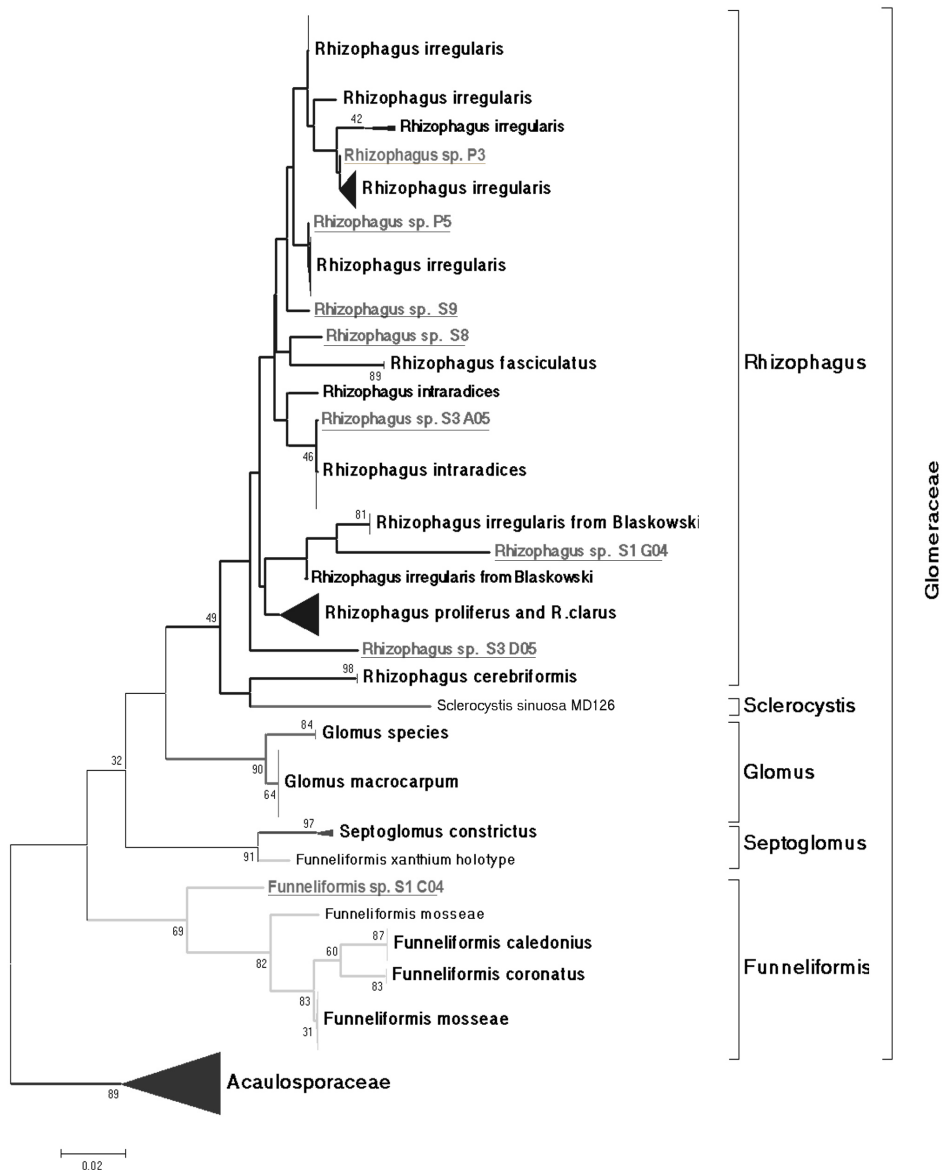 Rhizophagus irregularis
Rhizophagus irregularis
42
Rhizophagus irregularis
Rhizophagus sp. P3
Rhizophagus irregularis
Rhizophagus sp. P5
Rhizophagus irregularis
Rhizophagus sp. S9
Rhizophagus sp. S8
Rhizophagus fasciculatus
89
Rhizophagus
Rhizophagus intraradices
Rhizophagus sp. S3 A05
46
Rhizophagus intraradices
81
Rhizophagus irregularis from Blaskowski
Rhizophagus sp. S1 G04
Rhizophagus irregularis from Blaskowski
Rhizophagus proliferus and R.clarus
49
Rhizophagus sp. S3 D05
98
Rhizophagus cerebriformis
Sclerocystis sinuosa MD126
Sclerocystis
84
Glomus species
90
Glomus macrocarpum
64
Glomus
32
97
Septoglomus constrictus
91
Funneliformis xanthium holotype
Septoglomus
Funneliformis sp. S1 C04
69
Funneliformis mosseae
87
Funneliformis caledonius
60
82
Funneliformis coronatus
83
83
Funneliformis mosseae
31
Funneliformis
Glomeraceae
Acaulosporaceae
89
0.02